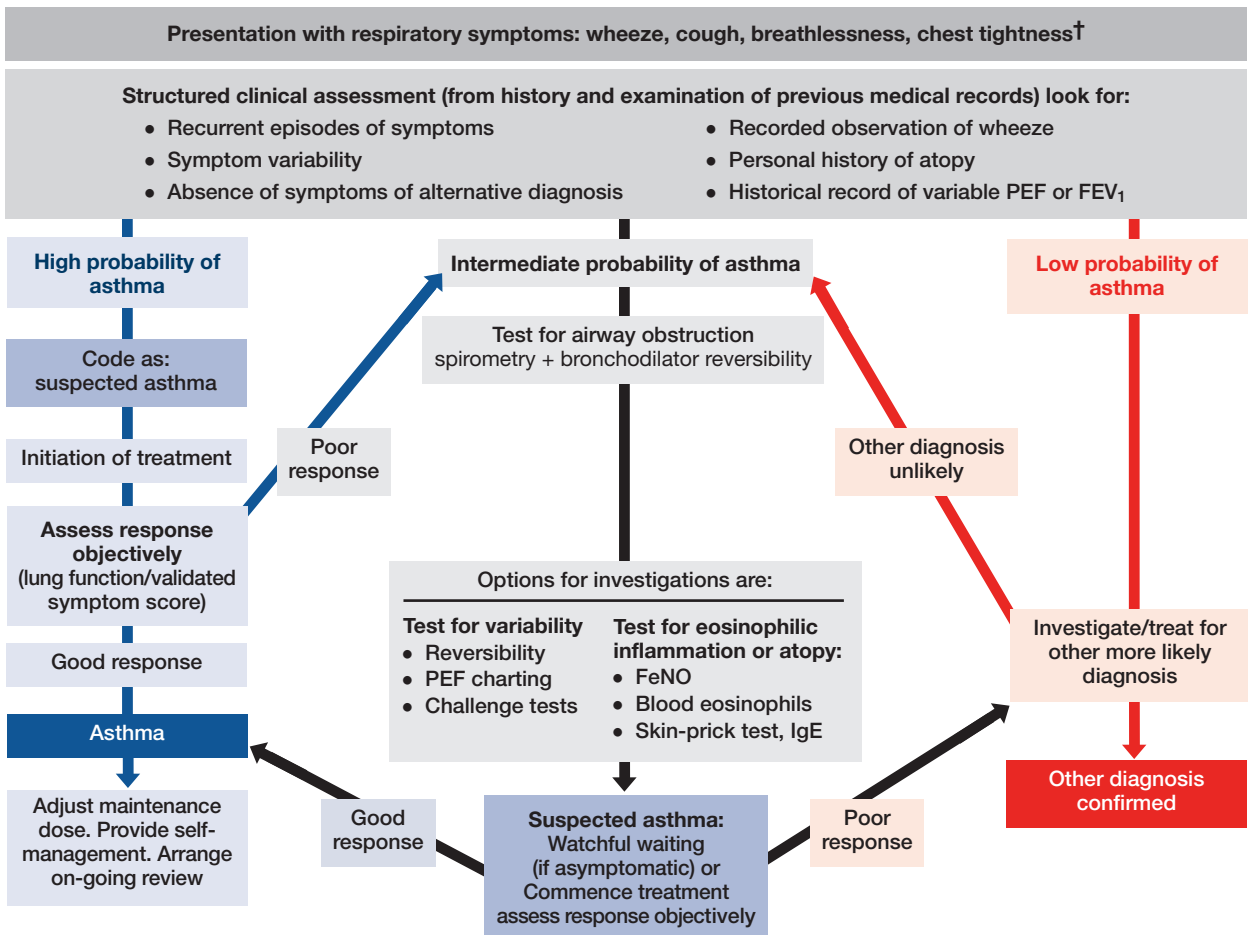 Presentation with respiratory symptoms: wheeze, cough, breathlessness, chest tightness†
Structured clinical assessment (from history and examination of previous medical records) look for:
• Recurrent episodes of symptoms
• Symptom variability
• Absence of symptoms of alternative diagnosis
• Recorded observation of wheeze
• Personal history of atopy
• Historical record of variable PEF or FEV₁
High probability of
asthma
Code as:
suspected asthma
Initiation of treatment
Assess response
objectively
(lung function/validated
symptom score)
Good response
Asthma
Adjust maintenance
dose. Provide self-
management. Arrange
on-going review
Poor
response
Intermediate probability of asthma
Test for airway obstruction
spirometry + bronchodilator reversibility
Options for investigations are:
Test for variability
• Reversibility
• PEF charting
• Challenge tests
Test for eosinophilic
inflammation or atopy:
• FeNO
• Blood eosinophils
• Skin-prick test, IgE
Suspected asthma:
Watchful waiting
(if asymptomatic) or
Commence treatment
assess response objectively
Good
response
Poor
response
Low probability of
asthma
Other diagnosis
unlikely
Investigate/treat for
other more likely
diagnosis
Other diagnosis
confirmed